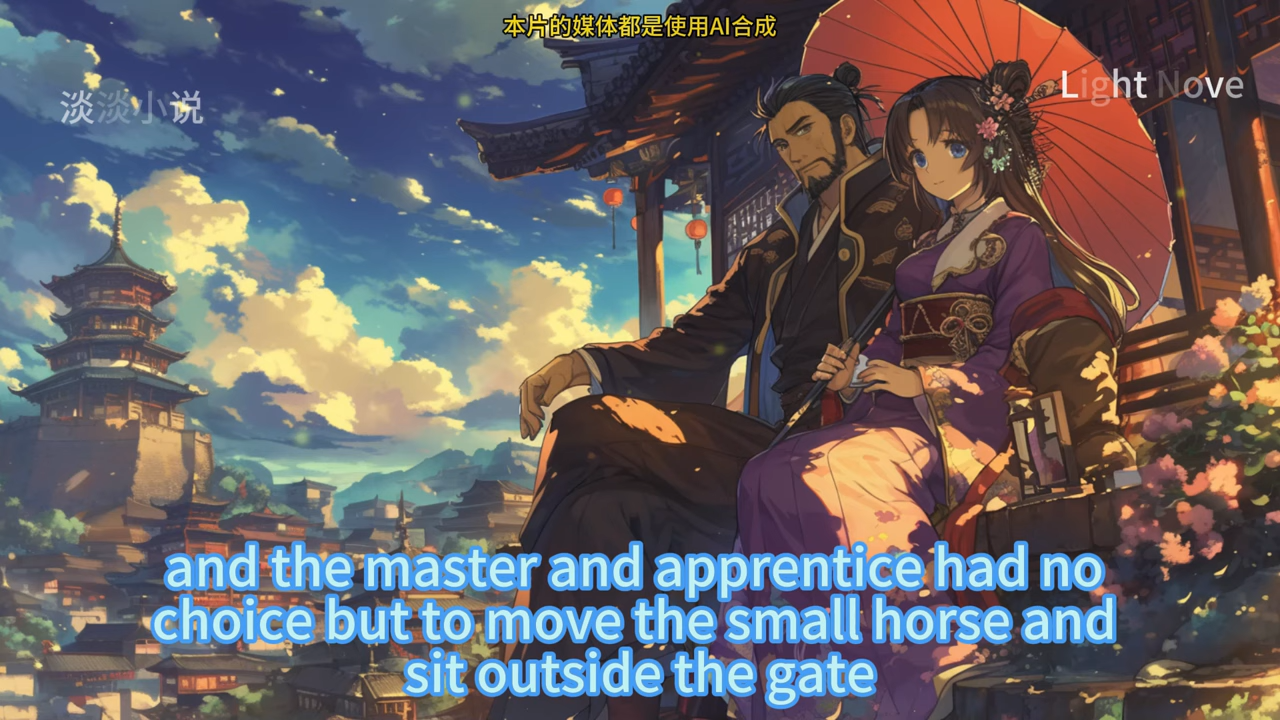 本片的媒体都是使用AI合成
淡淡小说
Light Nove
and the master and apprentice had no
choice but to move the small horse and
sit outside the gate